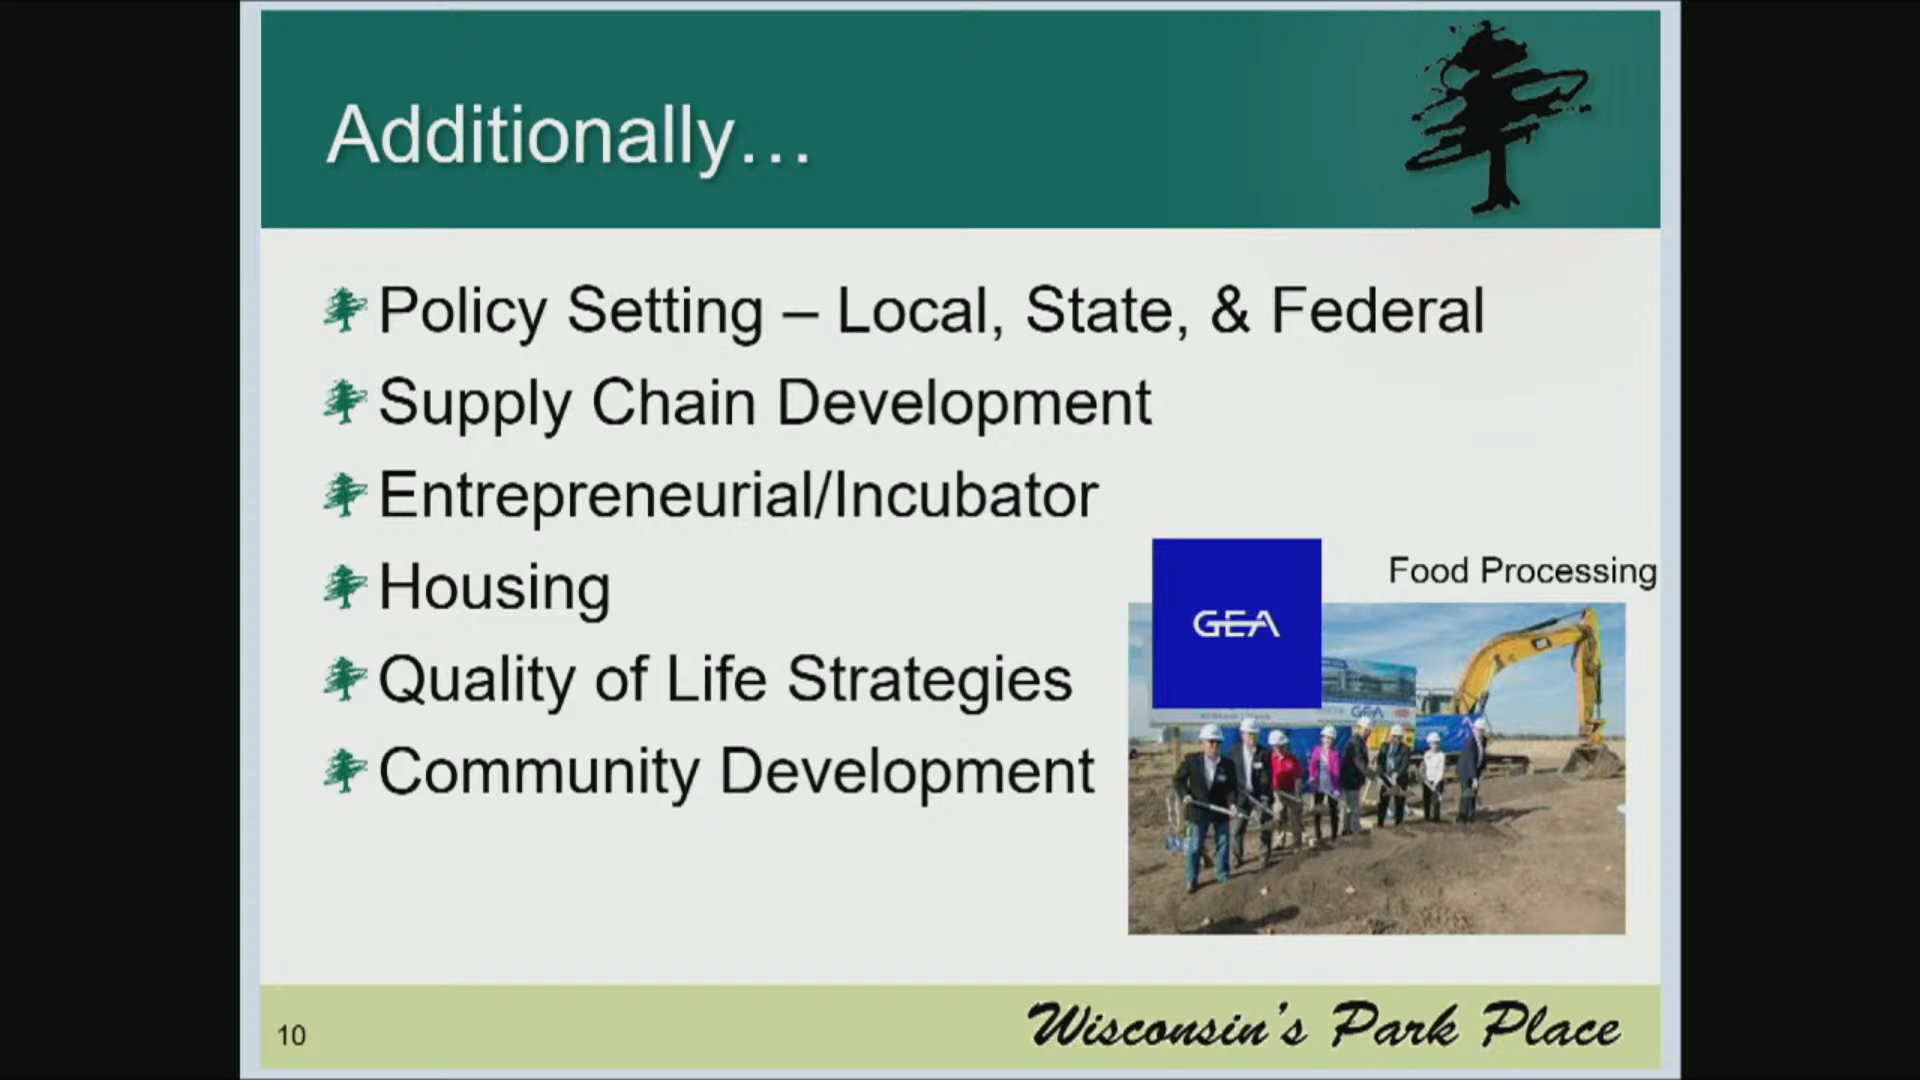 Additionally…
Policy Setting – Local, State, & Federal
Supply Chain Development
Entrepreneurial/Incubator
Housing
Quality of Life Strategies
Community Development
Food Processing
GEA
GEA
10
Wisconsin's Park Place